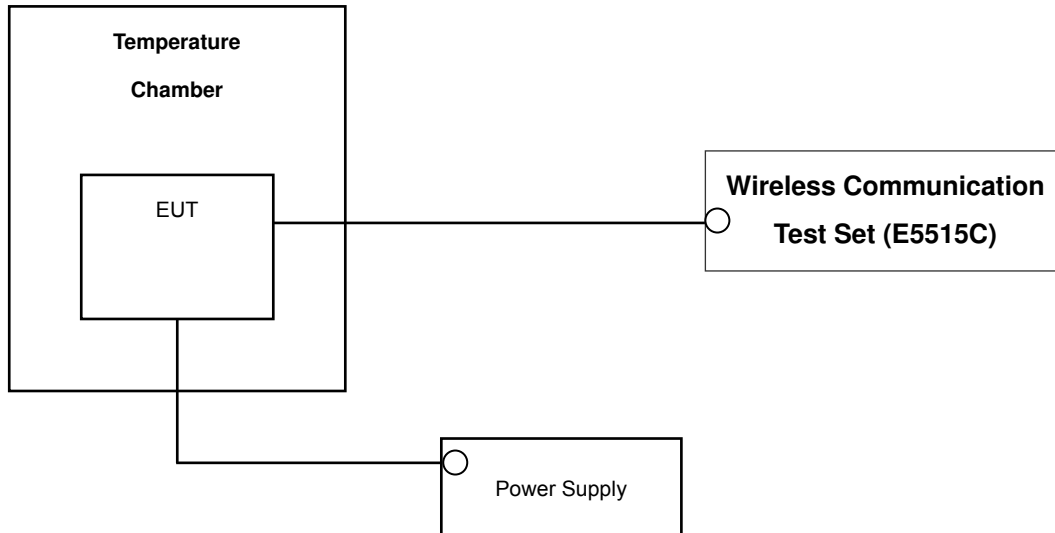 Temperature
Chamber
EUT
Wireless Communication
Test Set (E5515C)
Power Supply